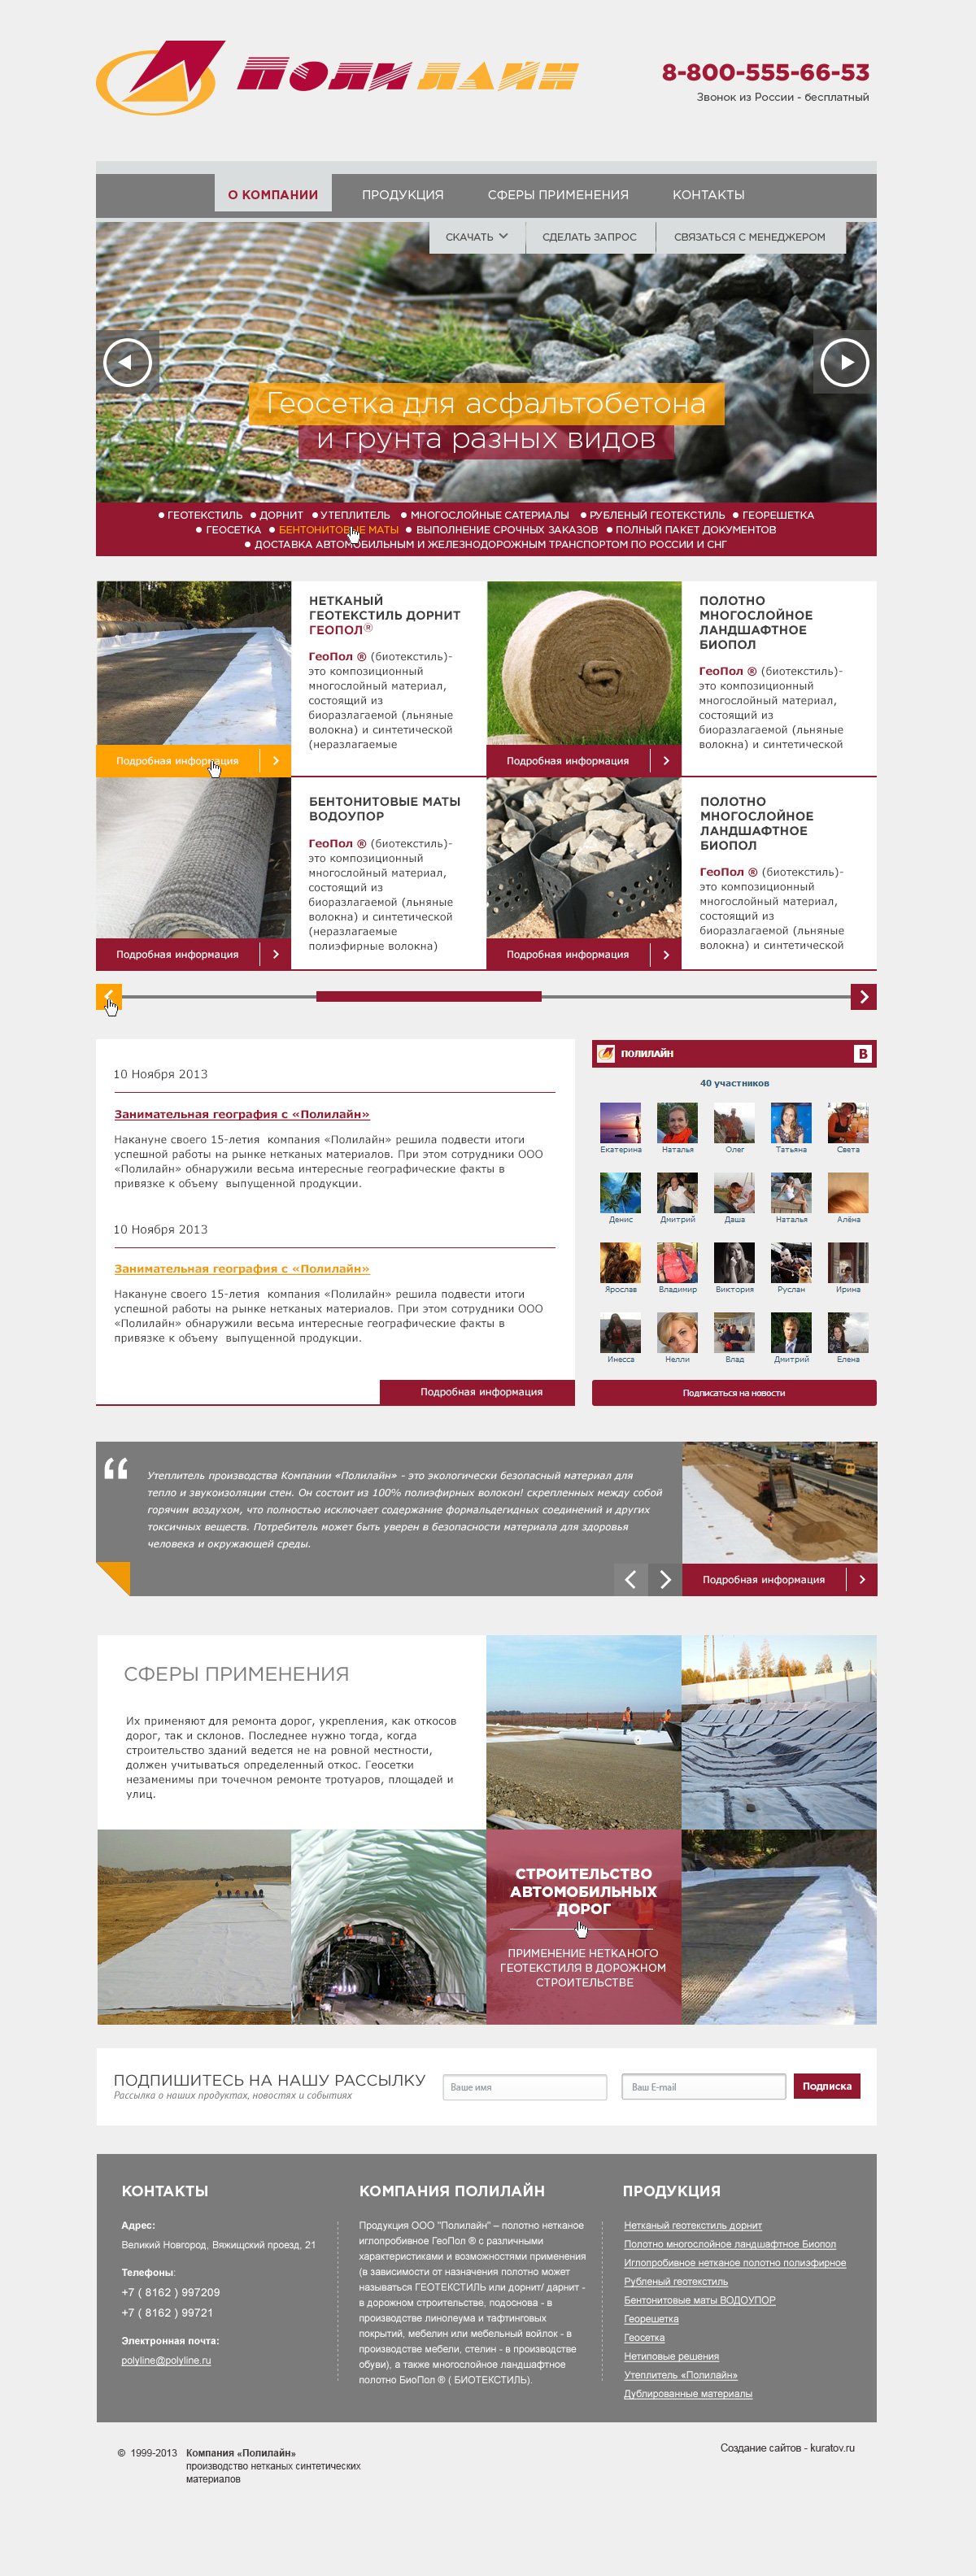 ПОЛИЛАЙН
8-800-555-66-53
Звонок из России - бесплатный
О КОМПАНИИ
ПРОДУКЦИЯ
СФЕРЫ ПРИМЕНЕНИЯ
КОНТАКТЫ
СКАЧАТЬ
СДЕЛАТЬ ЗАПРОС
СВЯЗАТЬСЯ С МЕНЕДЖЕРОМ
Геосетка для асфальтобетона
и грунта разных видов
● ГЕОТЕКСТИЛЬ ● ДОРНИТ ● УТЕПЛИТЕЛЬ ● МНОГОСЛОЙНЫЕ САТЕРИАЛЫ ● РУБЛЕНЫЙ ГЕОТЕКСТИЛЬ ● ГЕОРЕШЕТКА
● ГЕОСЕТКА ● БЕНТОНИТОВЫЕ МАТЫ ● ВЫПОЛНЕНИЕ СРОЧНЫХ ЗАКАЗОВ ● ПОЛНЫЙ ПАКЕТ ДОКУМЕНТОВ
● ДОСТАВКА АВТОМОБИЛЬНЫМ И ЖЕЛЕЗНОДОРОЖНЫМ ТРАНСПОРТОМ ПО РОССИИ И СНГ
НЕТКАНЫЙ
ГЕОТЕКСТИЛЬ ДОРНИТ
ГЕОПОЛ®
ГеоПол ® (биотекстиль)-
это композиционный
многослойный материал,
состоящий из
биоразлагаемой (льняные
волокна) и синтетической
(неразлагаемые
Подробная информация
ПОЛОТНО
МНОГОСЛОЙНОЕ
ЛАНДШАФТНОЕ
БИОПОЛ
ГеоПол ® (биотекстиль)-
это композиционный
многослойный материал,
состоящий из
биоразлагаемой (льняные
волокна) и синтетической
Подробная информация
БЕНТОНИТОВЫЕ МАТЫ
ВОДОУПОР
ГеоПол ® (биотекстиль)-
это композиционный
многослойный материал,
состоящий из
биоразлагаемой (льняные
волокна) и синтетической
(неразлагаемые
полиэфирные волокна)
Подробная информация
ПОЛОТНО
МНОГОСЛОЙНОЕ
ЛАНДШАФТНОЕ
БИОПОЛ
ГеоПол ® (биотекстиль)-
это композиционный
многослойный материал,
состоящий из
биоразлагаемой (льняные
волокна) и синтетической
Подробная информация
10 Ноября 2013
Занимательная география с «Полилайн»
Накануне своего 15-летия компания «Полилайн» решила подвести итоги
успешной работы на рынке нетканых материалов. При этом сотрудники ООО
«Полилайн» обнаружили весьма интересные географические факты в
привязке к объему выпущенной продукции.
10 Ноября 2013
Занимательная география с «Полилайн»
Накануне своего 15-летия компания «Полилайн» решила подвести итоги
успешной работы на рынке нетканых материалов. При этом сотрудники ООО
«Полилайн» обнаружили весьма интересные географические факты в
привязке к объему выпущенной продукции.
Подробная информация
ПОЛИЛАЙН
В
40 участников
Екатерина Наталья Олег Татьяна Света
Денис Дмитрий Даша Наталья Алёна
Ярослав Владимир Виктория Руслан Ирина
Инесса Нелли Влад Дмитрий Елена
Подписаться на новости
“
Утеплитель производства Компании «Полилайн» - это экологически безопасный материал для
тепло и звукоизоляции стен. Он состоит из 100% полиэфирных волокон! скрепленных между собой
горячим воздухом, что полностью исключает содержание формальдегидных соединений и других
токсичных веществ. Потребитель может быть уверен в безопасности материала для здоровья
человека и окружающей среды.
Подробная информация
СФЕРЫ ПРИМЕНЕНИЯ
Их применяют для ремонта дорог, укрепления, как откосов
дорог, так и склонов. Последнее нужно тогда, когда
строительство зданий ведется не на ровной местности,
должен учитываться определенный откос. Геосетки
незаменимы при точечном ремонте тротуаров, площадей и
улиц.
СТРОИТЕЛЬСТВО
АВТОМОБИЛЬНЫХ
ДОРОГ
ПРИМЕНЕНИЕ НЕТКАНОГО
ГЕОТЕКСТИЛЯ В ДОРОЖНОМ
СТРОИТЕЛЬСТВЕ
ПОДПИШИТЕСЬ НА НАШУ РАССЫЛКУ
Рассылка о наших продуктах, новостях и событиях
Ваше имя
Ваш E-mail
Подписка
КОНТАКТЫ
Адрес:
Великий Новгород, Вяжищский проезд, 21
Телефоны:
+7 ( 8162 ) 997209
+7 ( 8162 ) 99721
Электронная почта:
polyline@polyline.ru
КОМПАНИЯ ПОЛИЛАЙН
Продукция ООО "Полилайн" – полотно нетканое
иглопробивное ГеоПол ® с различными
характеристиками и возможностями применения
(в зависимости от назначения полотно может
называться ГЕОТЕКСТИЛЬ или дорнит/ дарнит -
в дорожном строительстве, подоснова - в
производстве линолеума и тафтинговых
покрытий, мебелин или мебельный войлок - в
производстве мебели, стелин - в производстве
обуви), а также многослойное ландшафтное
полотно БиоПол ® ( БИОТЕКСТИЛЬ).
ПРОДУКЦИЯ
Нетканый геотекстиль дорнит
Полотно многослойное ландшафтное Биопол
Иглопробивное нетканое полотно полиэфирное
Рубленый геотекстиль
Бентонитовые маты ВОДОУПОР
Георешетка
Геосетка
Нетиповые решения
Утеплитель «Полилайн»
Дублированные материалы
© 1999-2013 Компания «Полилайн»
производство нетканых синтетических
материалов
Создание сайтов - kuratov.ru